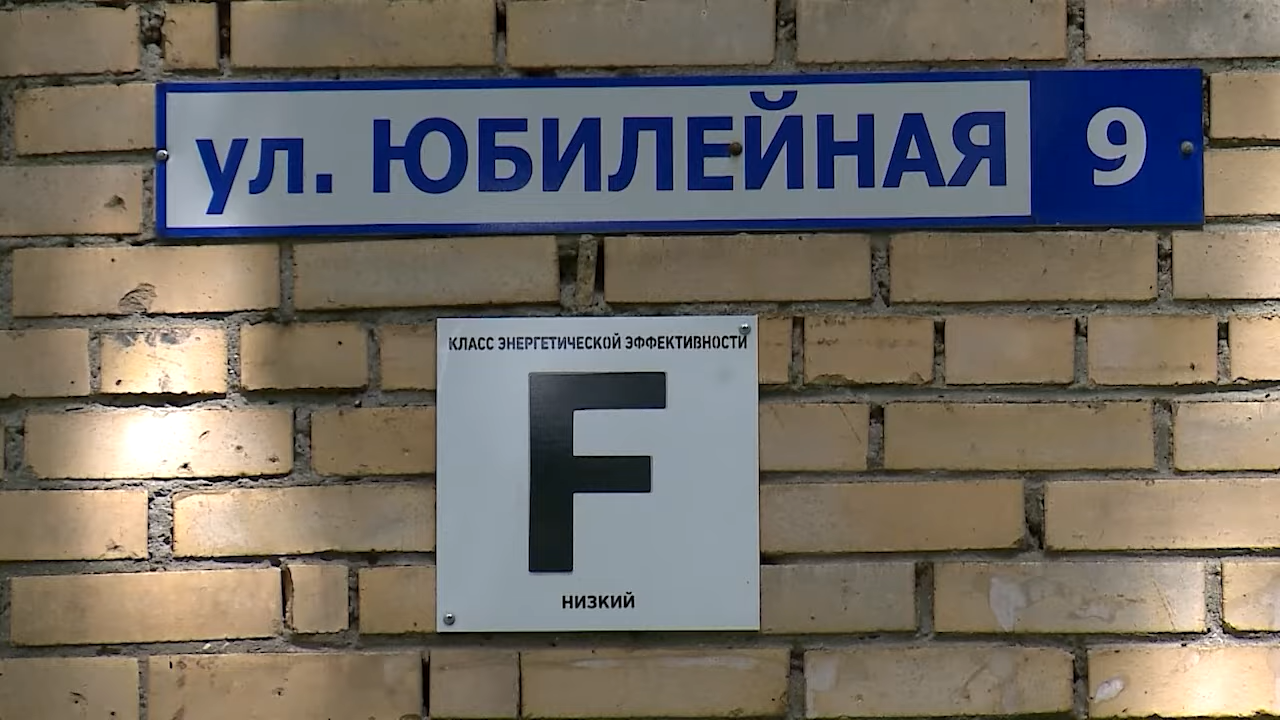 ул. ЮБИЛЕЙНАЯ 9
КЛАСС ЭНЕРГЕТИЧЕСКОЙ ЭФФЕКТИВНОСТИ
F
НИЗКИЙ